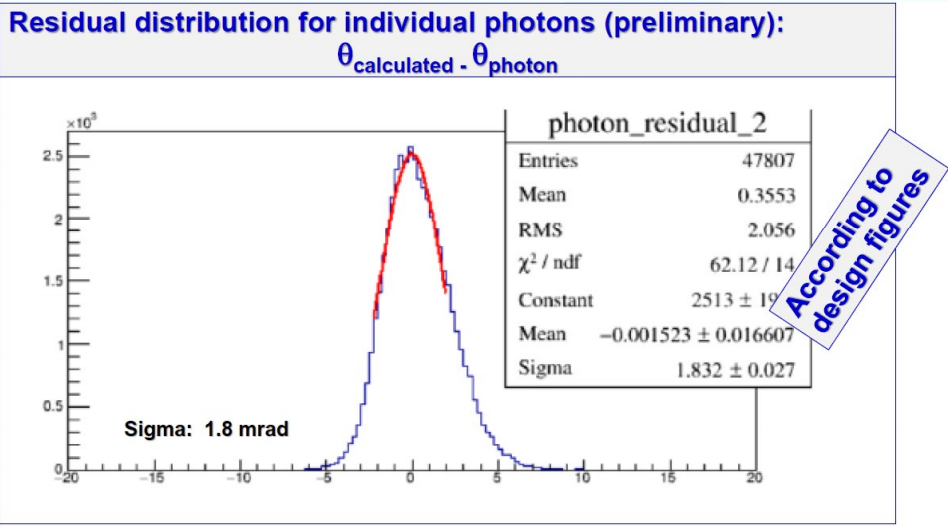 Residual distribution for individual photons (preliminary):
θcalculated - θphoton
×10³
2.5
2
1.5
1
0.5
0
−20 −15 −10 −5 0 5 10 15 20
photon_residual_2
Entries 47807
Mean 0.3553
RMS 2.056
χ² / ndf 62.12 / 14
Constant 2513 ±
Mean −0.001523 ± 0.016607
Sigma 1.832 ± 0.027
According to
design figures
Sigma: 1.8 mrad